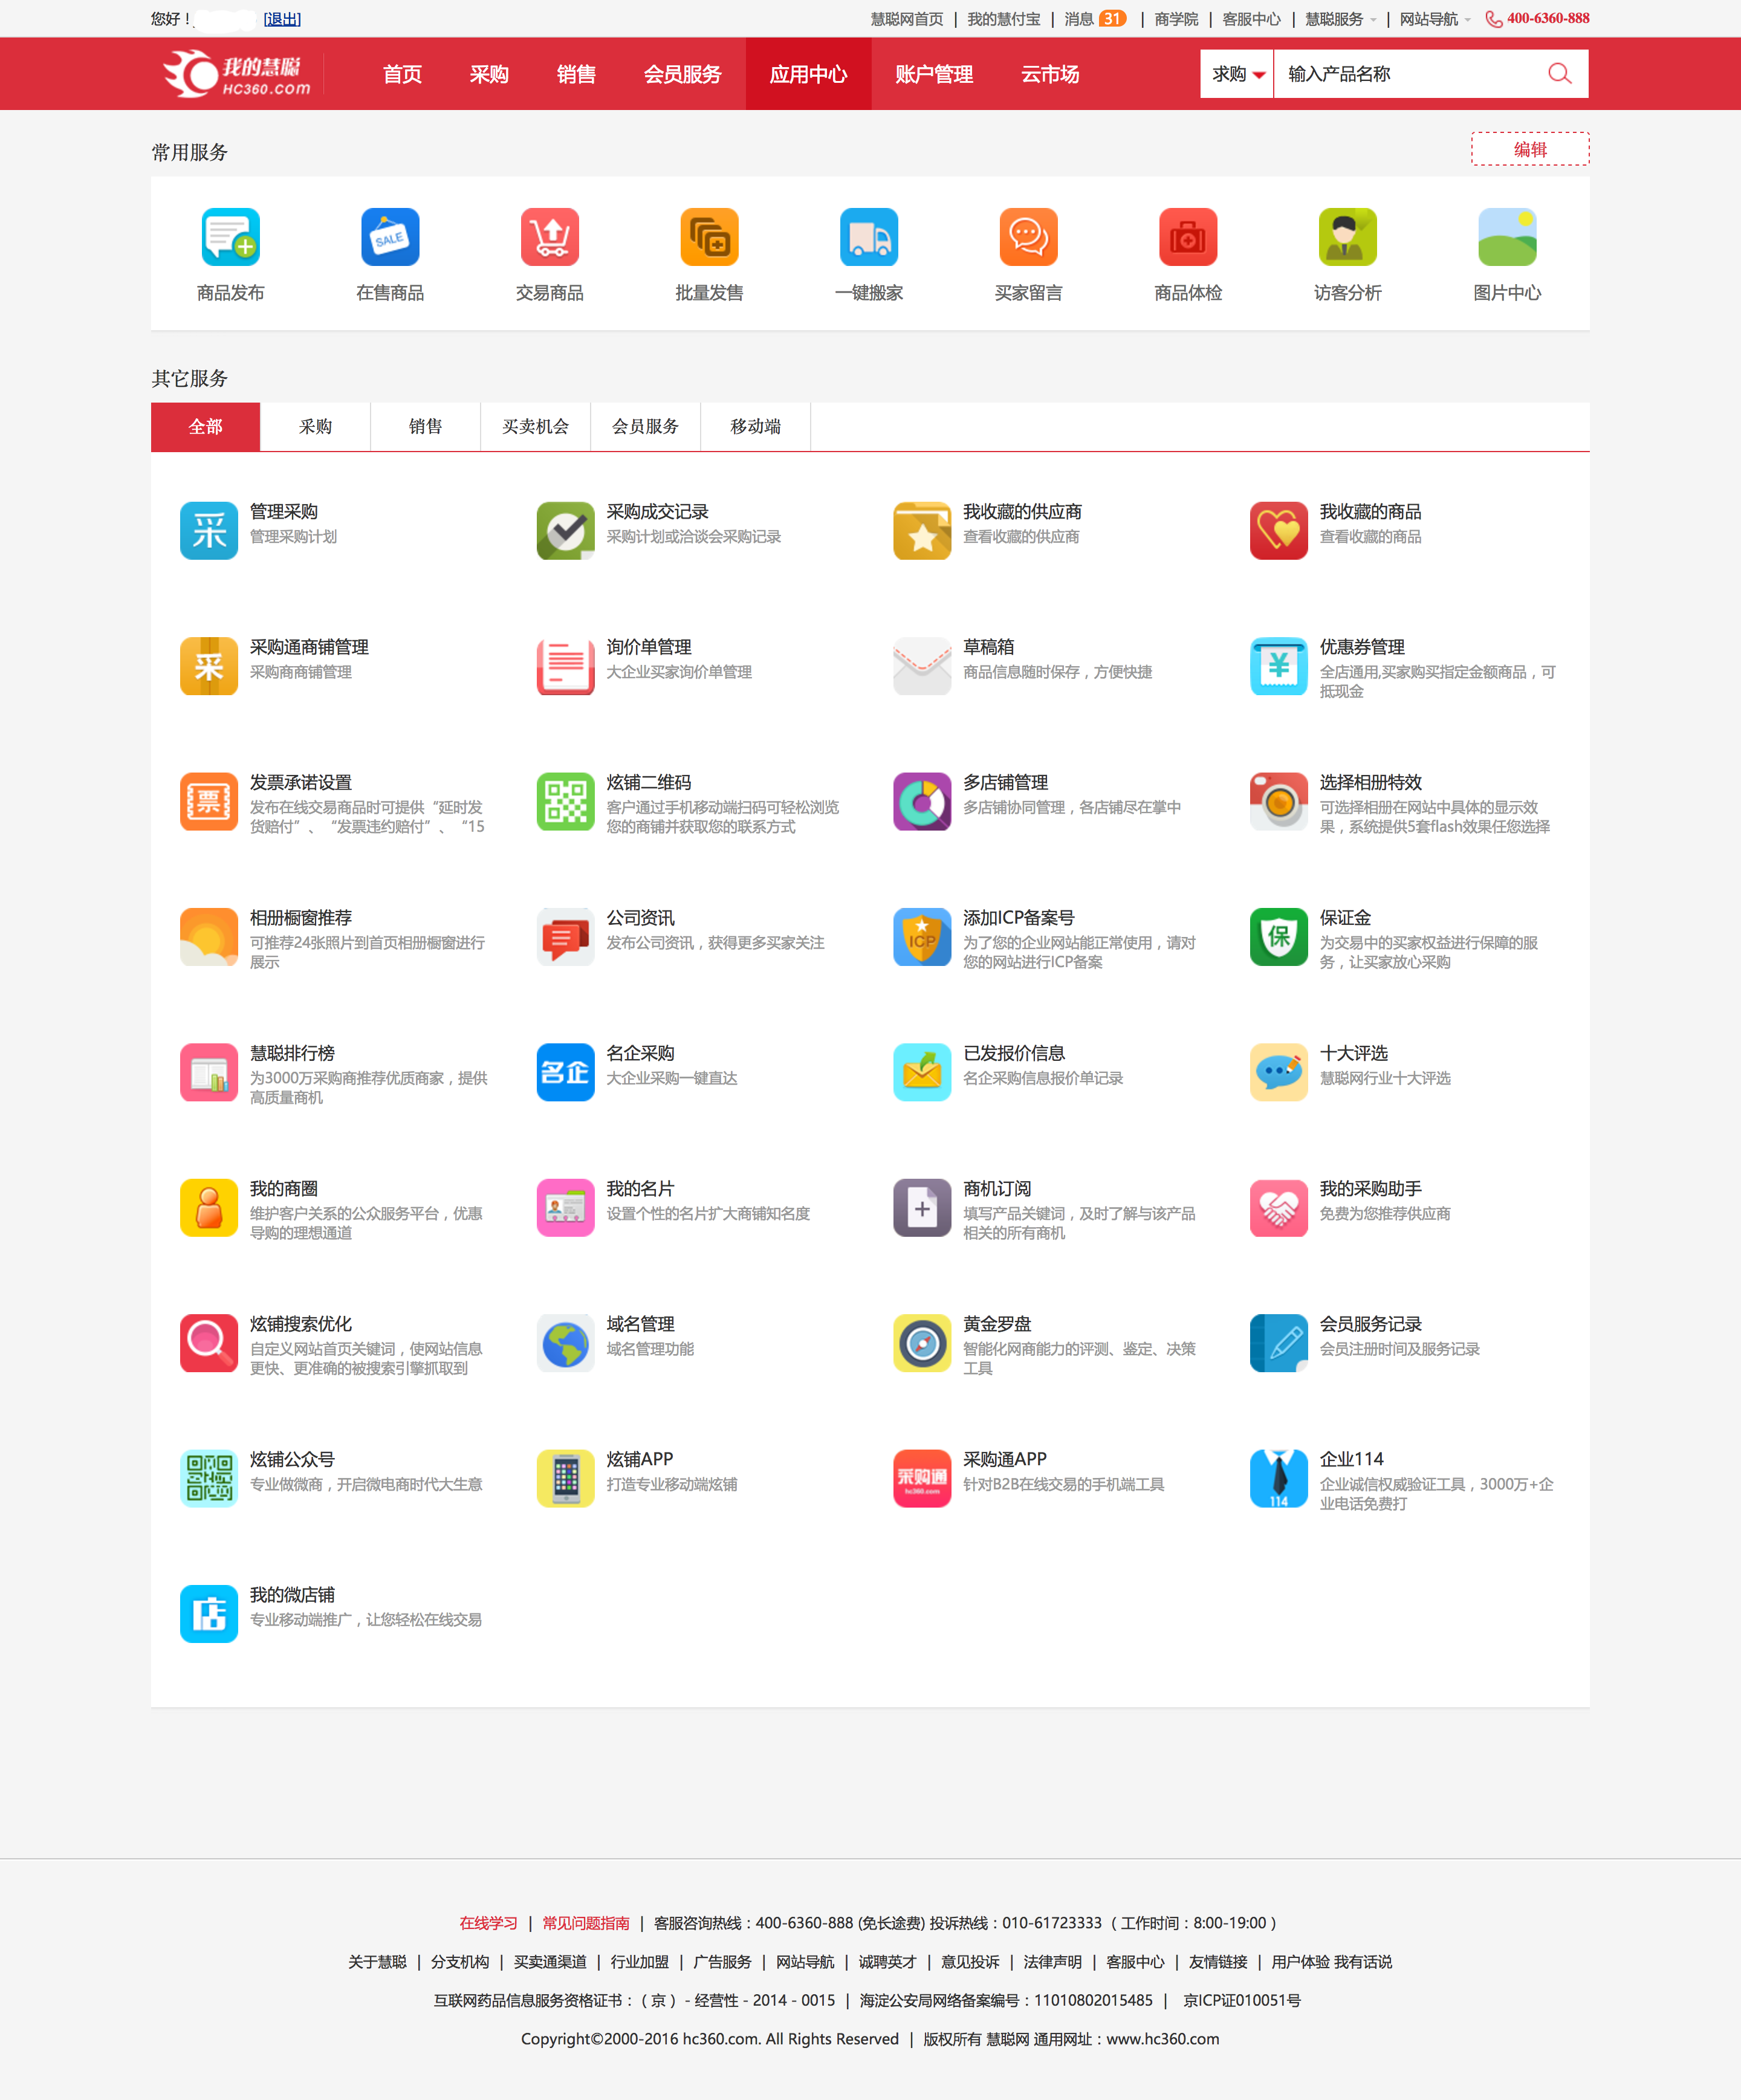 您好！ [退出]
慧聪网首页 | 我的慧付宝 | 消息 31 | 商学院 | 客服中心 | 慧聪服务 | 网站导航 400-6360-888
我的慧聪 HC360.com
首页 采购 销售 会员服务 应用中心 账户管理 云市场 求购 输入产品名称
常用服务 编辑
SALE
商品发布 在售商品 交易商品 批量发售 一键搬家 买家留言 商品体检 访客分析 图片中心
其它服务
全部 采购 销售 买卖机会 会员服务 移动端
采
管理采购
管理采购计划
采购成交记录
采购计划或洽谈会采购记录
我收藏的供应商
查看收藏的供应商
我收藏的商品
查看收藏的商品
采
采购通商铺管理
采购商商铺管理
询价单管理
大企业买家询价单管理
草稿箱
商品信息随时保存，方便快捷
¥
优惠券管理
全店通用,买家购买指定金额商品，可
抵现金
票
发票承诺设置
发布在线交易商品时可提供“延时发
货赔付”、“发票违约赔付”、“15
炫铺二维码
客户通过手机移动端扫码可轻松浏览
您的商铺并获取您的联系方式
多店铺管理
多店铺协同管理，各店铺尽在掌中
选择相册特效
可选择相册在网站中具体的显示效
果，系统提供5套flash效果任您选择
相册橱窗推荐
可推荐24张照片到首页相册橱窗进行
展示
公司资讯
发布公司资讯，获得更多买家关注
ICP
添加ICP备案号
为了您的企业网站能正常使用，请对
您的网站进行ICP备案
保
保证金
为交易中的买家权益进行保障的服
务，让买家放心采购
慧聪排行榜
为3000万采购商推荐优质商家，提供
高质量商机
名企
名企采购
大企业采购一键直达
已发报价信息
名企采购信息报价单记录
十大评选
慧聪网行业十大评选
我的商圈
维护客户关系的公众服务平台，优惠
导购的理想通道
我的名片
设置个性的名片扩大商铺知名度
商机订阅
填写产品关键词，及时了解与该产品
相关的所有商机
我的采购助手
免费为您推荐供应商
炫铺搜索优化
自定义网站首页关键词，使网站信息
更快、更准确的被搜索引擎抓取到
域名管理
域名管理功能
黄金罗盘
智能化网商能力的评测、鉴定、决策
工具
会员服务记录
会员注册时间及服务记录
炫铺公众号
专业做微商，开启微电商时代大生意
炫铺APP
打造专业移动端炫铺
采购通
hc360.com
采购通APP
针对B2B在线交易的手机端工具
114
企业114
企业诚信权威验证工具，3000万+企
业电话免费打
店
我的微店铺
专业移动端推广，让您轻松在线交易
在线学习 | 常见问题指南 | 客服咨询热线：400-6360-888 (免长途费) 投诉热线：010-61723333 （工作时间：8:00-19:00）
关于慧聪 | 分支机构 | 买卖通渠道 | 行业加盟 | 广告服务 | 网站导航 | 诚聘英才 | 意见投诉 | 法律声明 | 客服中心 | 友情链接 | 用户体验 我有话说
互联网药品信息服务资格证书：（京）- 经营性 - 2014 - 0015 | 海淀公安局网络备案编号：11010802015485 | 京ICP证010051号
Copyright©2000-2016 hc360.com. All Rights Reserved | 版权所有 慧聪网 通用网址：www.hc360.com